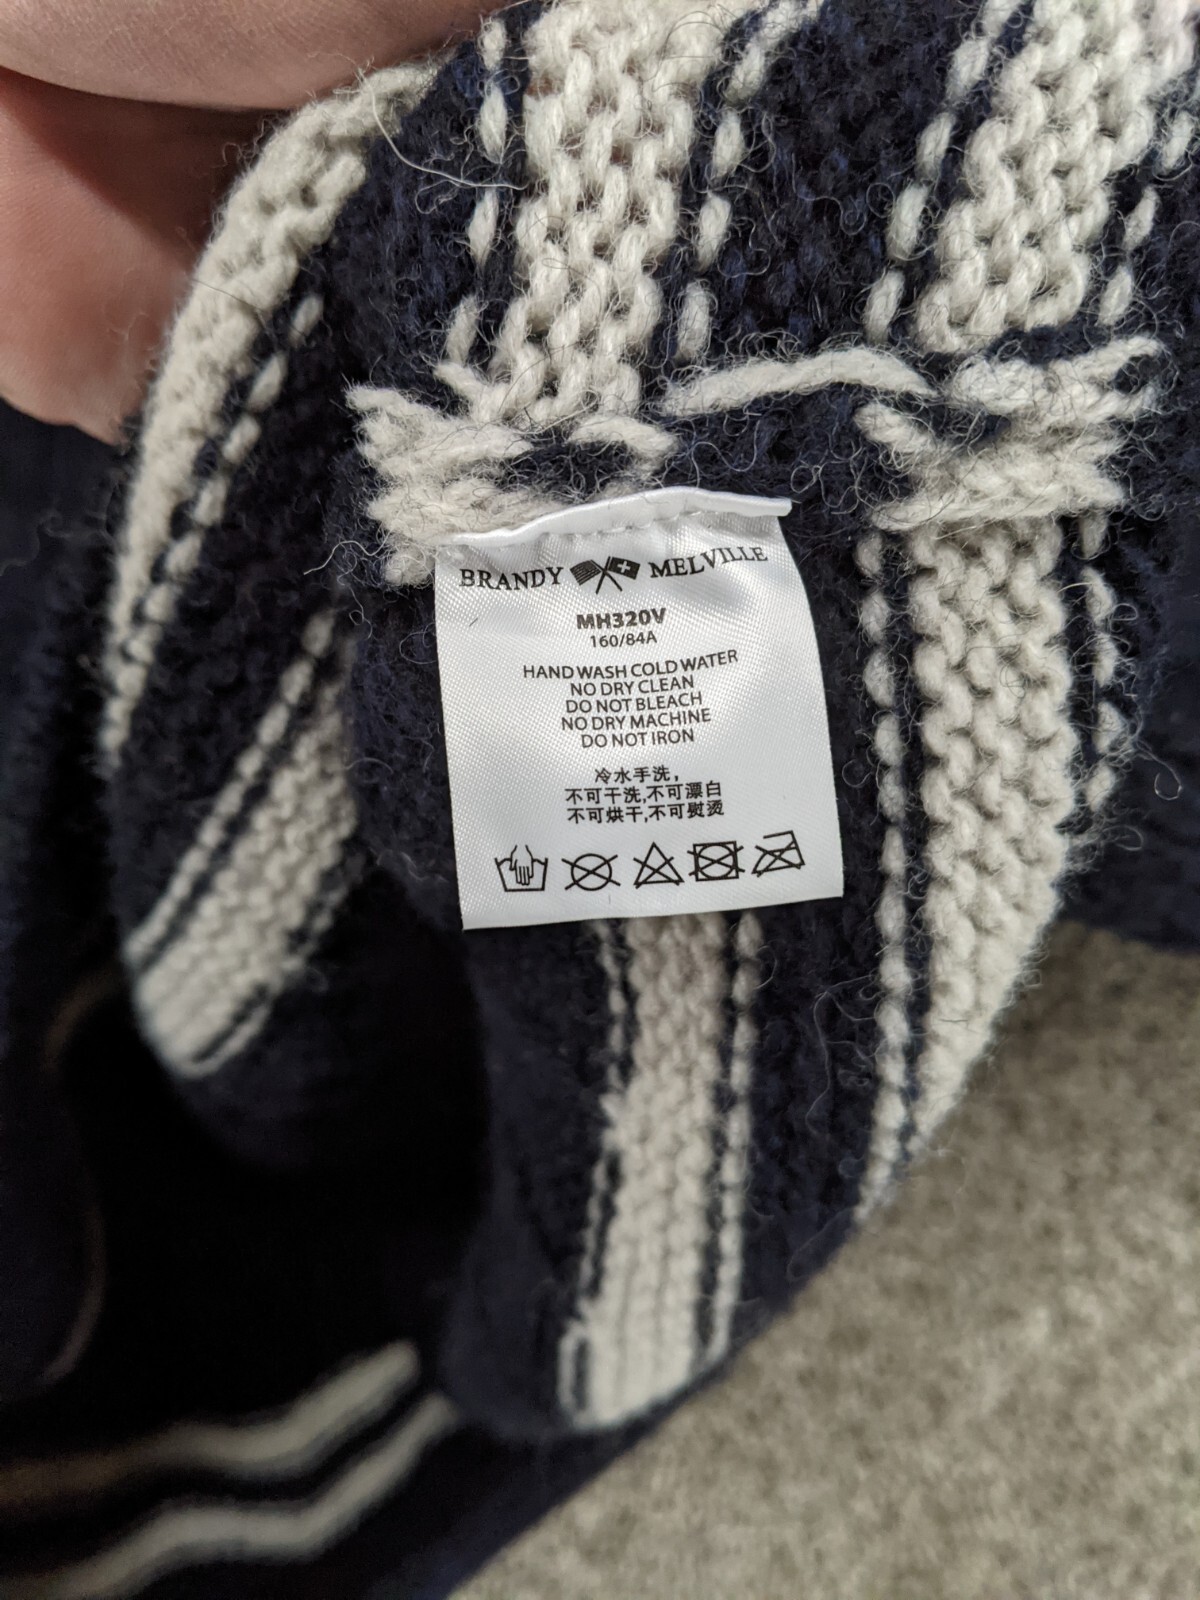 BRANDY MELVILLE
MH320V
160/84A
HAND WASH COLD WATER
NO DRY CLEAN
DO NOT BLEACH
NO DRY MACHINE
DO NOT IRON
冷水手洗，
不可干洗,不可漂白
不可烘干,不可熨烫